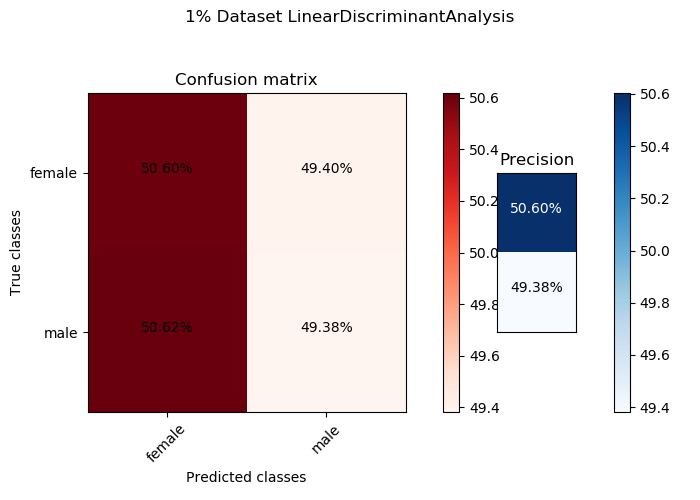 1% Dataset LinearDiscriminantAnalysis
Confusion matrix
True classes
female
male
50.60%
49.40%
50.62%
49.38%
female
male
Predicted classes
50.6
50.4
50.2
50.0
49.8
49.6
49.4
Precision
50.60%
49.38%
50.6
50.4
50.2
50.0
49.8
49.6
49.4